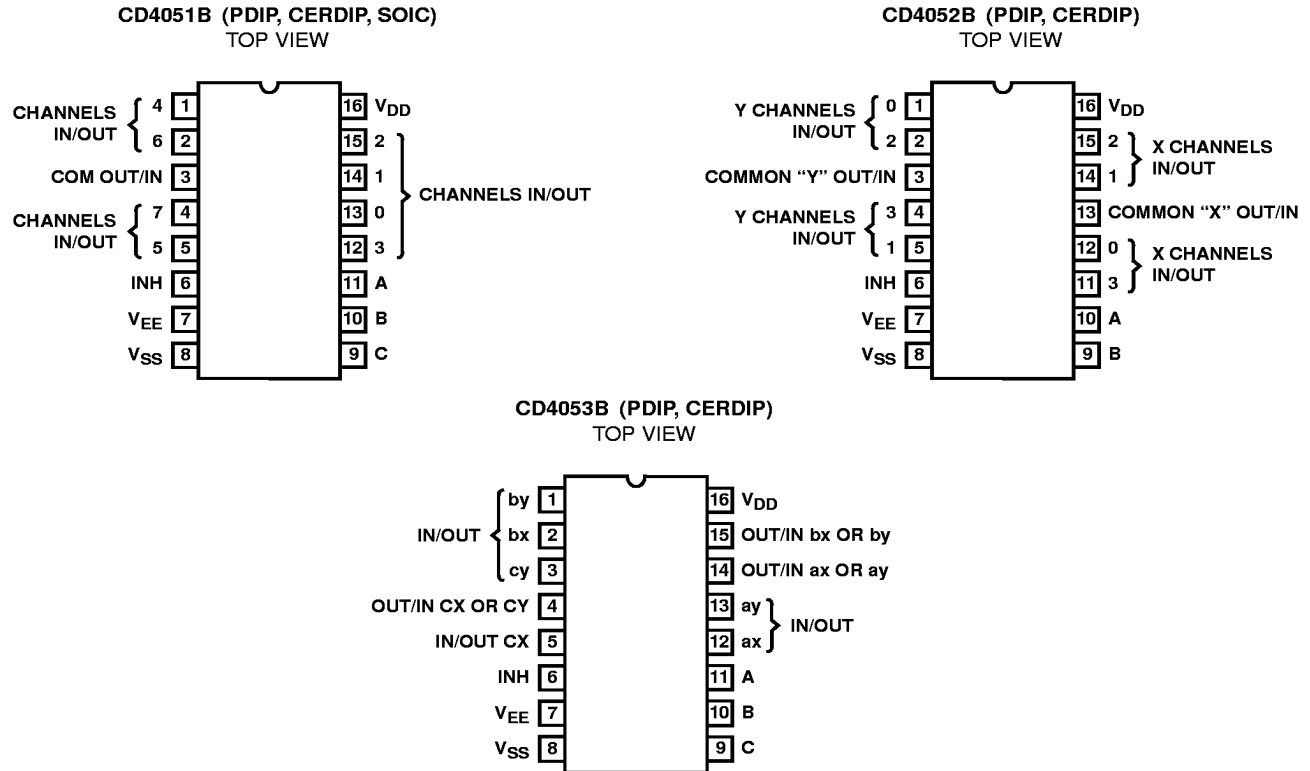 CD4051B (PDIP, CERDIP, SOIC)
TOP VIEW
CHANNELS
IN/OUT
4 1
6 2
COM OUT/IN 3
CHANNELS
IN/OUT
7 4
5 5
INH 6
VEE 7
VSS 8
16 VDD
15 2
14 1
13 0
12 3
CHANNELS IN/OUT
11 A
10 B
9 C
CD4052B (PDIP, CERDIP)
TOP VIEW
Y CHANNELS
IN/OUT
0 1
2 2
COMMON “Y” OUT/IN 3
Y CHANNELS
IN/OUT
3 4
1 5
INH 6
VEE 7
VSS 8
16 VDD
15 2
14 1
X CHANNELS
IN/OUT
13 COMMON “X” OUT/IN
12 0
11 3
X CHANNELS
IN/OUT
10 A
9 B
CD4053B (PDIP, CERDIP)
TOP VIEW
IN/OUT
by 1
bx 2
cy 3
OUT/IN CX OR CY 4
IN/OUT CX 5
INH 6
VEE 7
VSS 8
16 VDD
15 OUT/IN bx OR by
14 OUT/IN ax OR ay
13 ay
12 ax
IN/OUT
11 A
10 B
9 C